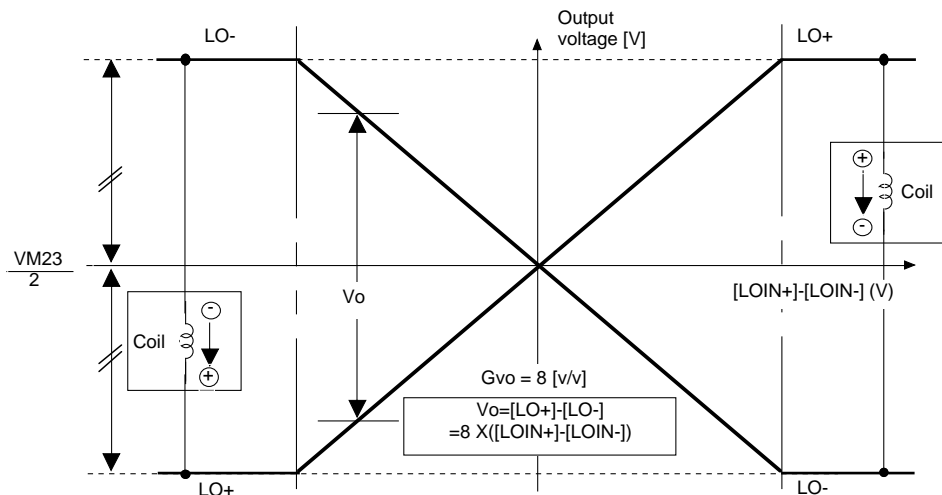 Output
voltage [V]
LO-
LO+
+
-
Coil
VM23
2
[LOIN+]-[LOIN-] (V)
Vo
-
+
Coil
Gvo = 8 [v/v]
Vo=[LO+]-[LO-]
=8 X([LOIN+]-[LOIN-])
LO+
LO-